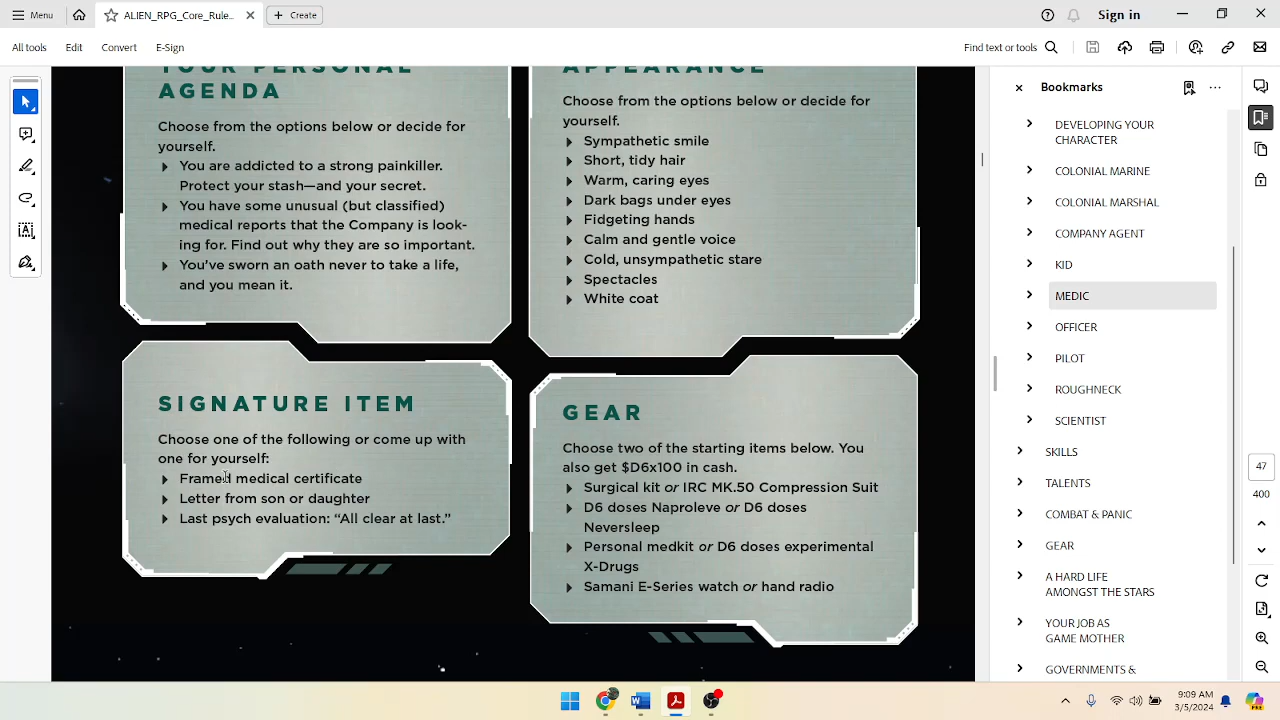 Menu
ALIEN_RPG_Core_Rule...
Create
Sign in
All tools
Edit
Convert
E-Sign
Find text or tools
YOUR PERSONAL
AGENDA
Choose from the options below or decide for
yourself.
You are addicted to a strong painkiller.
Protect your stash—and your secret.
You have some unusual (but classified)
medical reports that the Company is look-
ing for. Find out why they are so important.
You've sworn an oath never to take a life,
and you mean it.
APPEARANCE
Choose from the options below or decide for
yourself.
Sympathetic smile
Short, tidy hair
Warm, caring eyes
Dark bags under eyes
Fidgeting hands
Calm and gentle voice
Cold, unsympathetic stare
Spectacles
White coat
SIGNATURE ITEM
Choose one of the following or come up with
one for yourself:
Framed medical certificate
Letter from son or daughter
Last psych evaluation: “All clear at last.”
GEAR
Choose two of the starting items below. You
also get $D6x100 in cash.
Surgical kit or IRC MK.50 Compression Suit
D6 doses Naproleve or D6 doses
Neversleep
Personal medkit or D6 doses experimental
X-Drugs
Samani E-Series watch or hand radio
Bookmarks
DEVELOPING YOUR
CHARACTER
COLONIAL MARINE
COLONIAL MARSHAL
COMPANY AGENT
KID
MEDIC
OFFICER
PILOT
ROUGHNECK
SCIENTIST
SKILLS
TALENTS
COMBAT & PANIC
GEAR
A HARD LIFE
AMONGST THE STARS
YOUR JOB AS
GAME MOTHER
GOVERNMENTS &
47
400
9:09 AM
3/5/2024